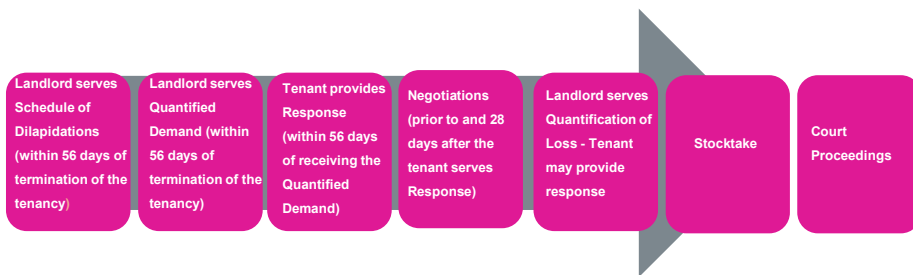 Landlord serves
Schedule of
Dilapidations
(within 56 days of
termination of the
tenancy)
Landlord serves
Quantified
Demand (within
56 days of
termination of the
tenancy)
Tenant provides
Response
(within 56 days
of receiving the
Quantified
Demand)
Negotiations
(prior to and 28
days after the
tenant serves
Response)
Landlord serves
Quantification of
Loss - Tenant
may provide
response
Stocktake
Court
Proceedings